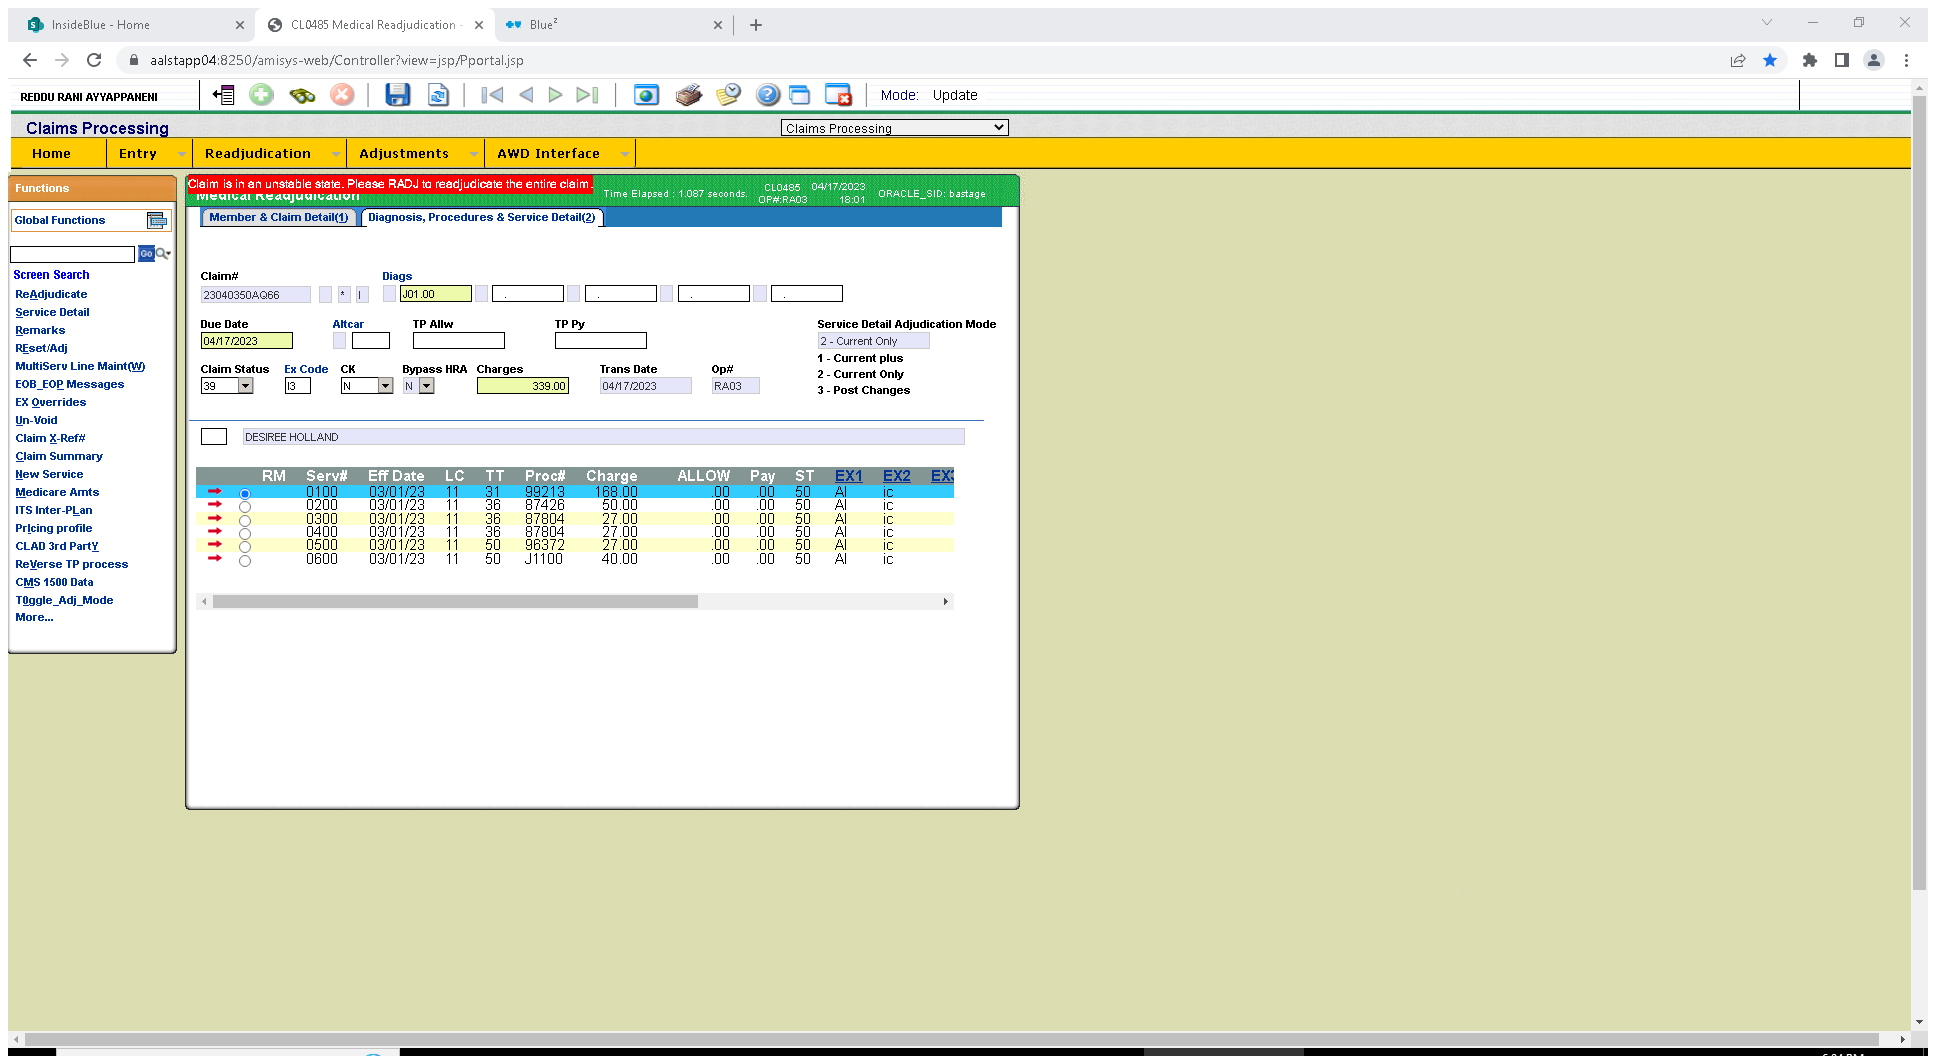 InsideBlue - Home
CL0485 Medical Readjudication -
Blue²
aalstapp04:8250/amisys-web/Controller?view=jsp/Pportal.jsp
REDDU RANI AYYAPPANENI
Mode: Update
Claims Processing
Claims Processing
Home Entry Readjudication Adjustments AWD Interface
Functions
Global Functions
Go
Screen Search
ReAdjudicate
Service Detail
Remarks
REset/Adj
MultiServ Line Maint(W)
EOB_EOP Messages
EX Overrides
Un-Void
Claim X-Ref#
Claim Summary
New Service
Medicare Amts
ITS Inter-PLan
PrIcing profile
CLAD 3rd PartY
ReVerse TP process
CMS 1500 Data
T0ggle_Adj_Mode
More...
Claim is in an unstable state. Please RADJ to readjudicate the entire claim.
Medical Readjudication
Time Elapsed : 1.087 seconds. CL0485 04/17/2023 ORACLE_SID: bastage
OP#:RA03 18:01
Member & Claim Detail(1) Diagnosis, Procedures & Service Detail(2)
Claim# Diags
23040350AQ66 * I J01.00 . . . .
Due Date Altcar TP Allw TP Py Service Detail Adjudication Mode
04/17/2023 2 - Current Only
1 - Current plus
Claim Status Ex Code CK Bypass HRA Charges Trans Date Op# 2 - Current Only
39 I3 N N 339.00 04/17/2023 RA03 3 - Post Changes
DESIREE HOLLAND
RM Serv# Eff Date LC TT Proc# Charge ALLOW Pay ST EX1 EX2 EX3
0100 03/01/23 11 31 99213 168.00 .00 .00 50 AI ic
0200 03/01/23 11 36 87426 50.00 .00 .00 50 AI ic
0300 03/01/23 11 36 87804 27.00 .00 .00 50 AI ic
0400 03/01/23 11 36 87804 27.00 .00 .00 50 AI ic
0500 03/01/23 11 50 96372 27.00 .00 .00 50 AI ic
0600 03/01/23 11 50 J1100 40.00 .00 .00 50 AI ic